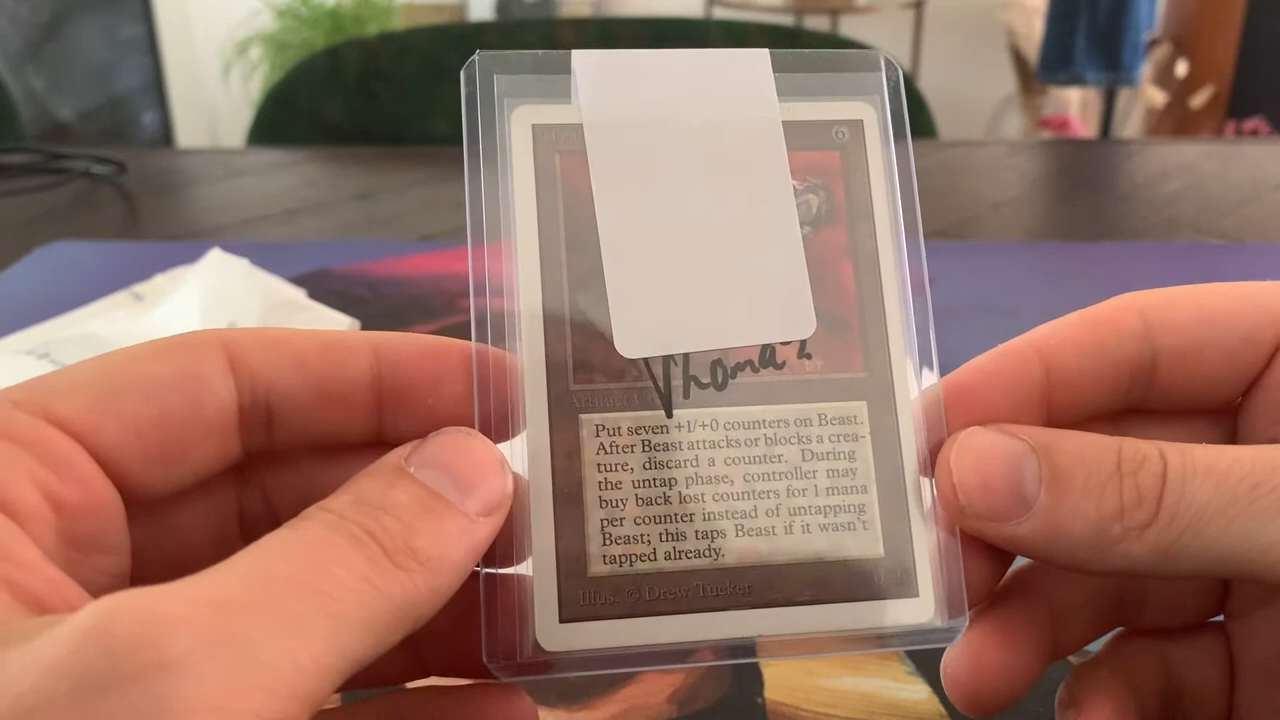 6
Thomas
Artifact C
Put seven +1/+0 counters on Beast.
After Beast attacks or blocks a crea-
ture, discard a counter. During
the untap phase, controller may
buy back lost counters for 1 mana
per counter instead of untapping
Beast; this taps Beast if it wasn't
tapped already.
Illus. © Drew Tucker